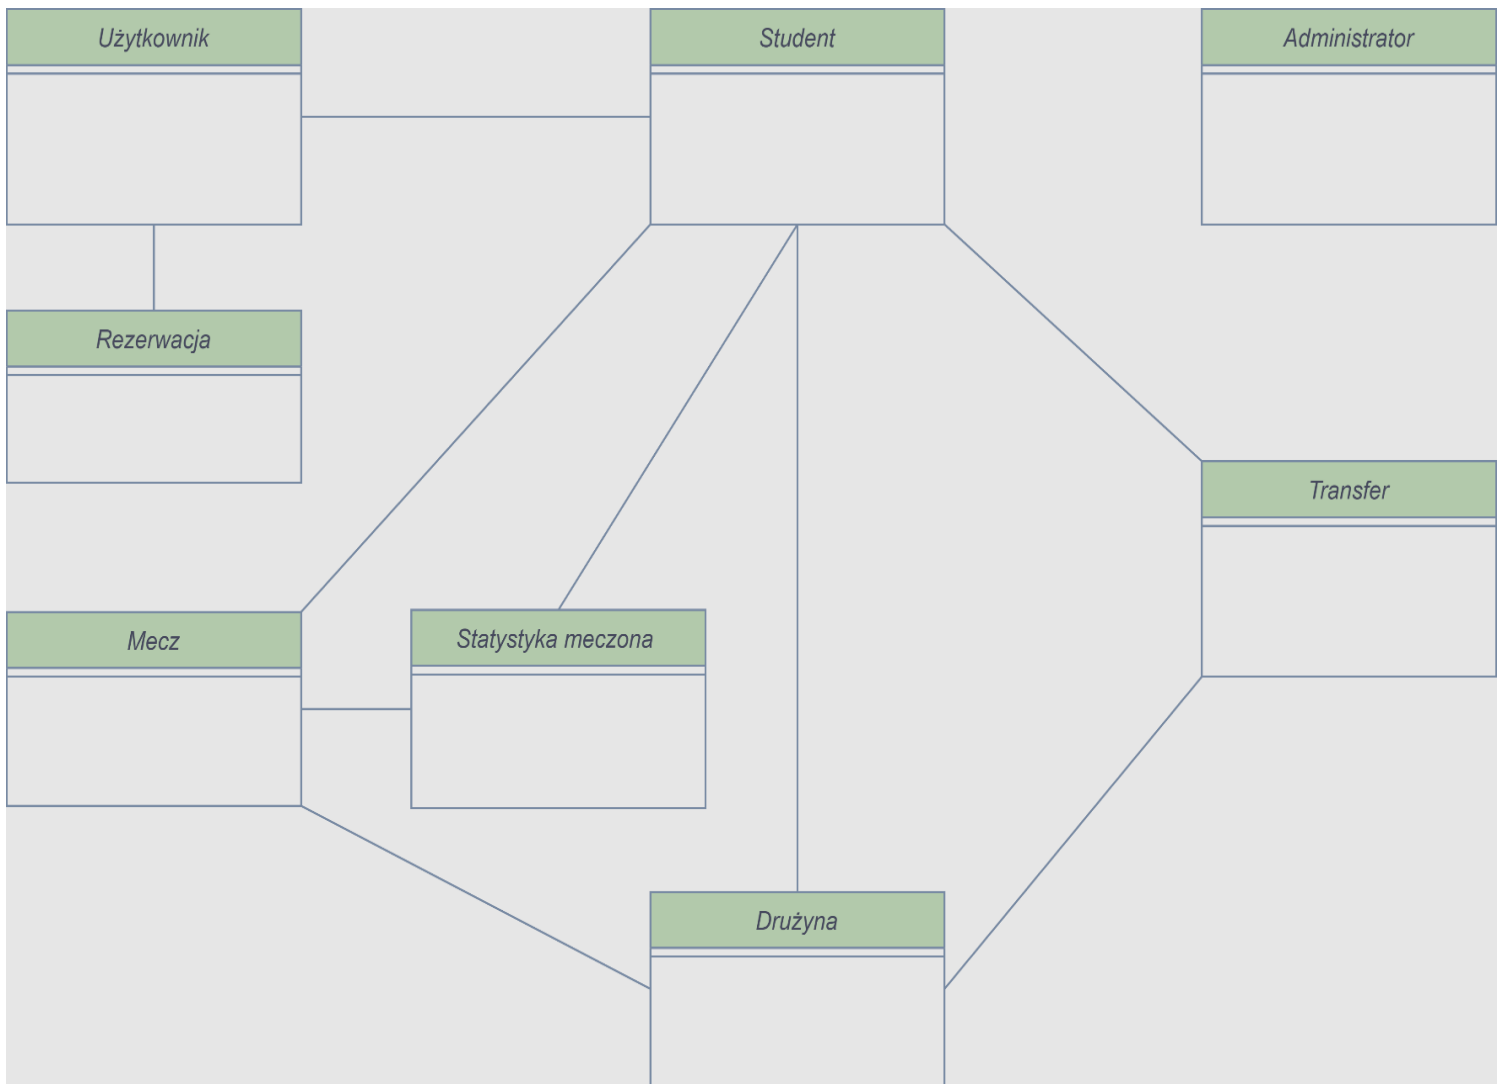 Użytkownik
Student
Administrator
Rezerwacja
Transfer
Mecz
Statystyka meczona
Drużyna